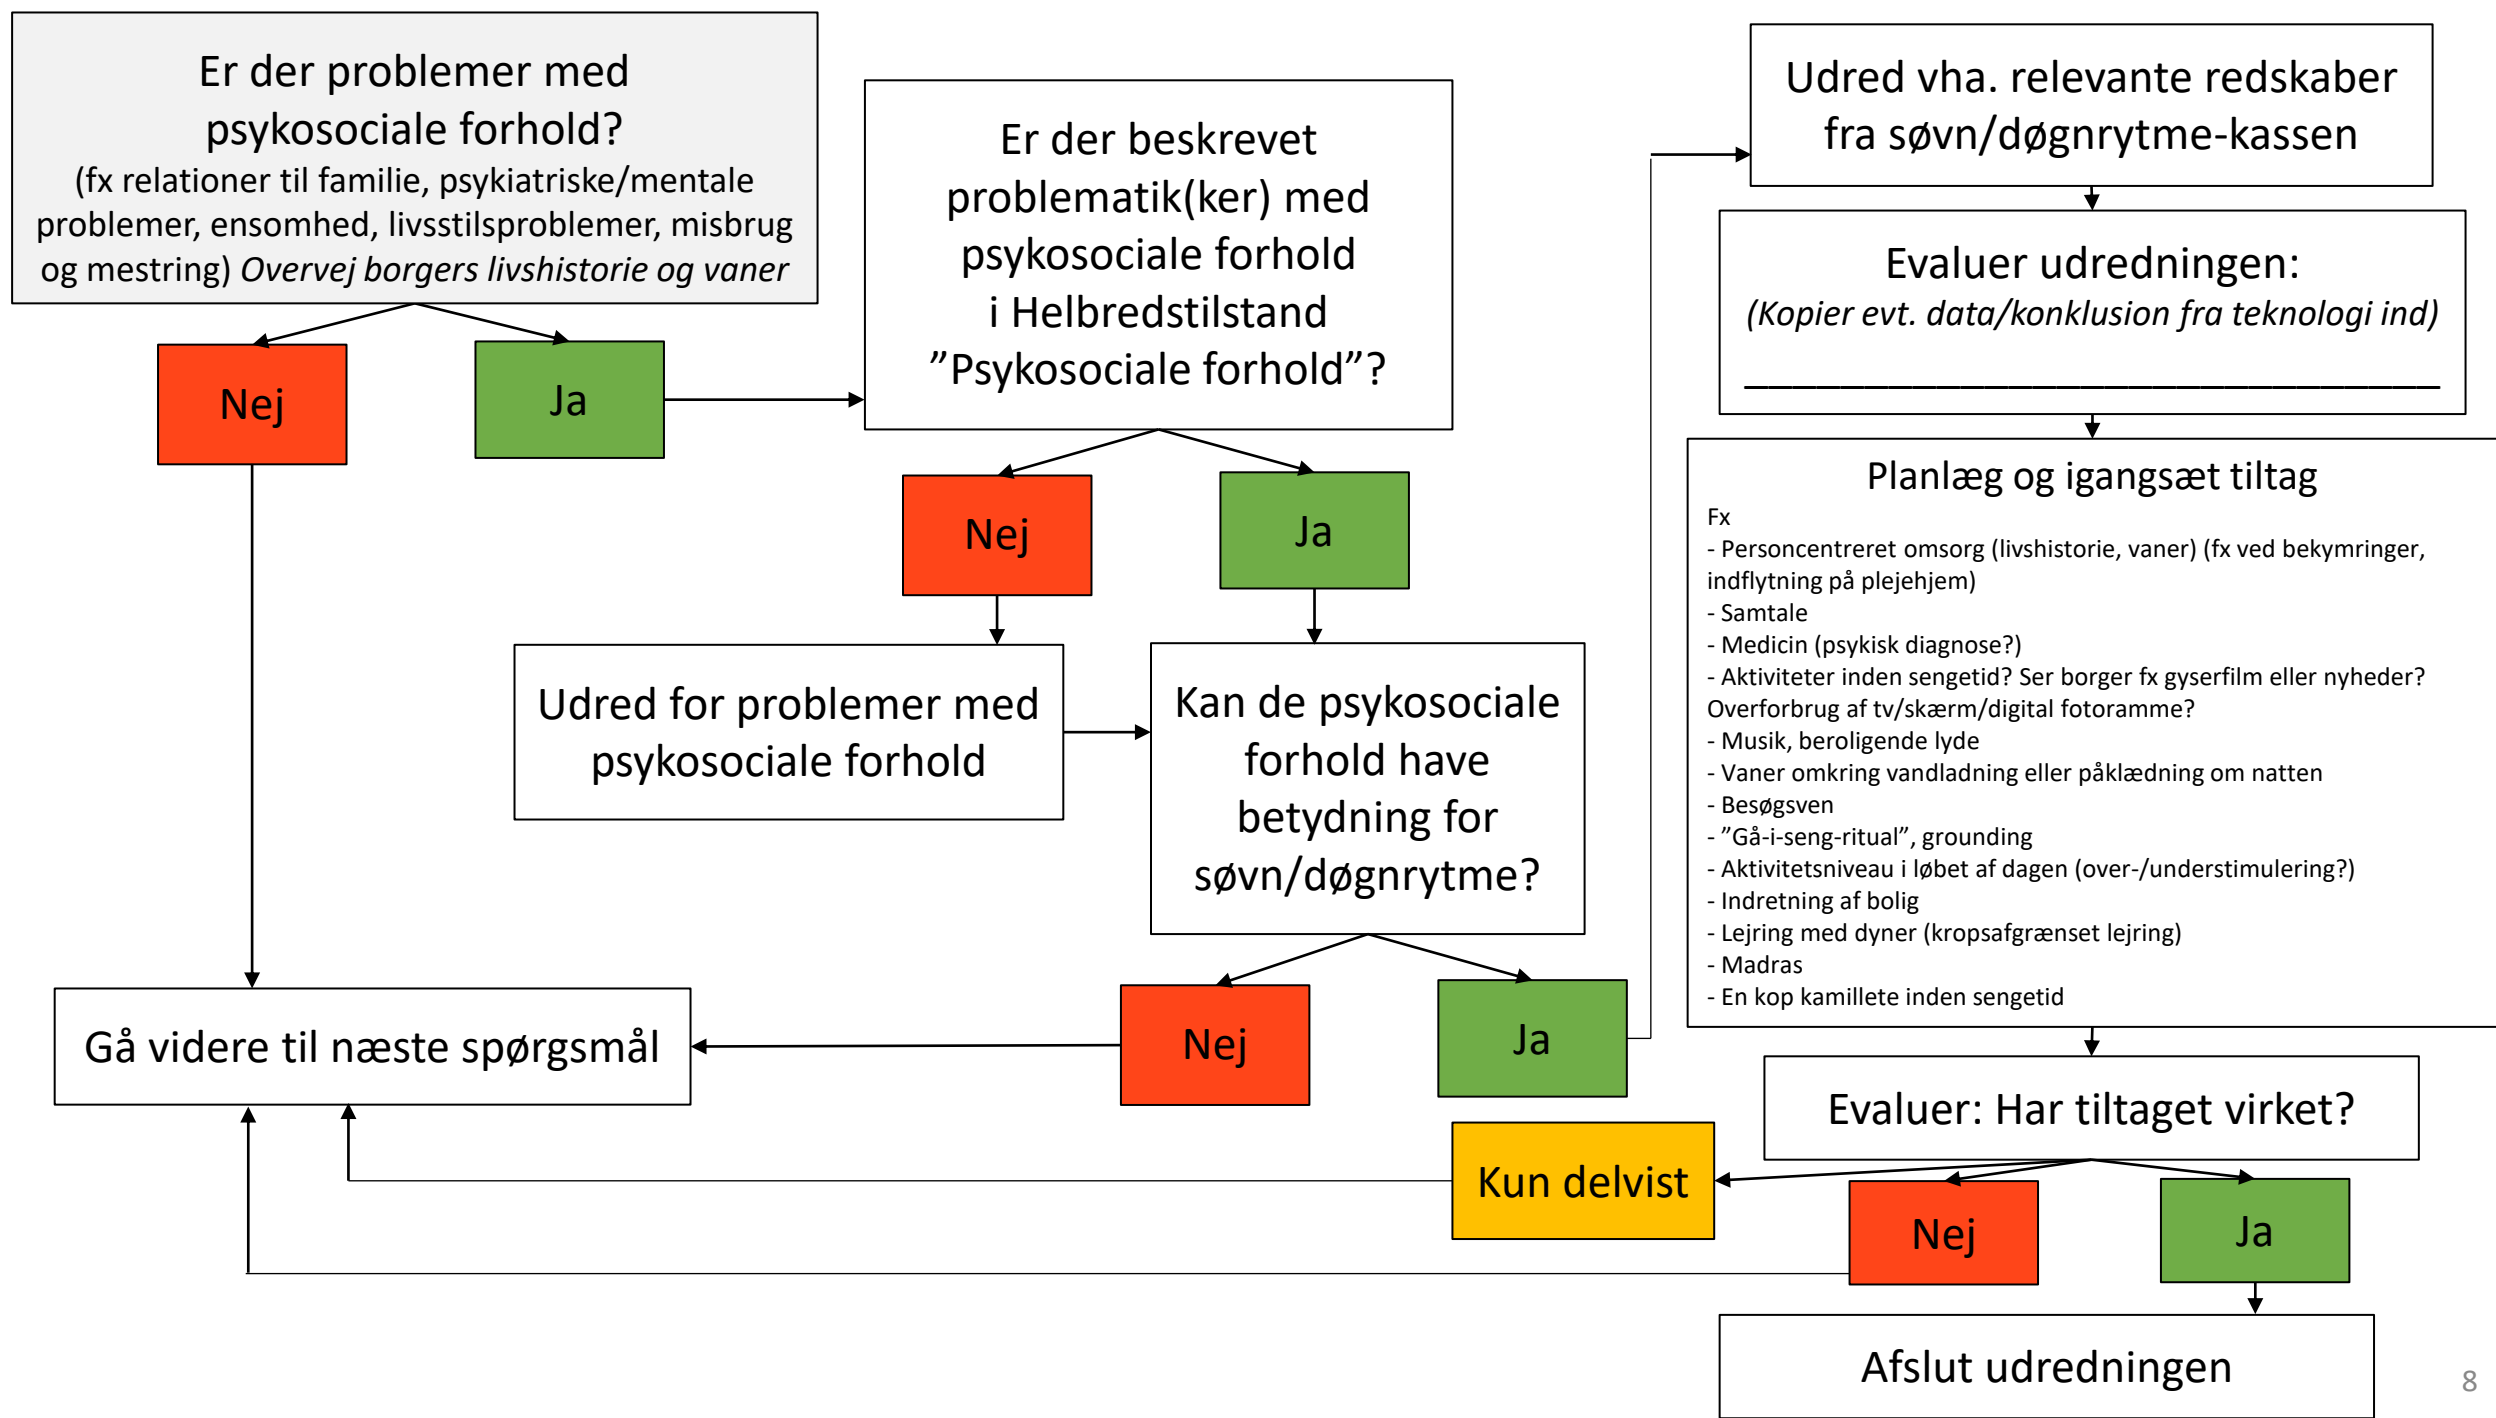 Er der problemer med
psykosociale forhold?
(fx relationer til familie, psykiatriske/mentale
problemer, ensomhed, livsstilsproblemer, misbrug
og mestring) Overvej borgers livshistorie og vaner
Nej
Ja
Er der beskrevet
problematik(ker) med
psykosociale forhold
i Helbredstilstand
”Psykosociale forhold”?
Nej
Ja
Udred for problemer med
psykosociale forhold
Kan de psykosociale
forhold have
betydning for
søvn/døgnrytme?
Nej
Ja
Gå videre til næste spørgsmål
Udred vha. relevante redskaber
fra søvn/døgnrytme-kassen
Evaluer udredningen:
(Kopier evt. data/konklusion fra teknologi ind)
_____________________________
Planlæg og igangsæt tiltag
Fx
- Personcentreret omsorg (livshistorie, vaner) (fx ved bekymringer,
indflytning på plejehjem)
- Samtale
- Medicin (psykisk diagnose?)
- Aktiviteter inden sengetid? Ser borger fx gyserfilm eller nyheder?
Overforbrug af tv/skærm/digital fotoramme?
- Musik, beroligende lyde
- Vaner omkring vandladning eller påklædning om natten
- Besøgsven
- ”Gå-i-seng-ritual”, grounding
- Aktivitetsniveau i løbet af dagen (over-/understimulering?)
- Indretning af bolig
- Lejring med dyner (kropsafgrænset lejring)
- Madras
- En kop kamillete inden sengetid
Evaluer: Har tiltaget virket?
Kun delvist
Nej
Ja
Afslut udredningen
8